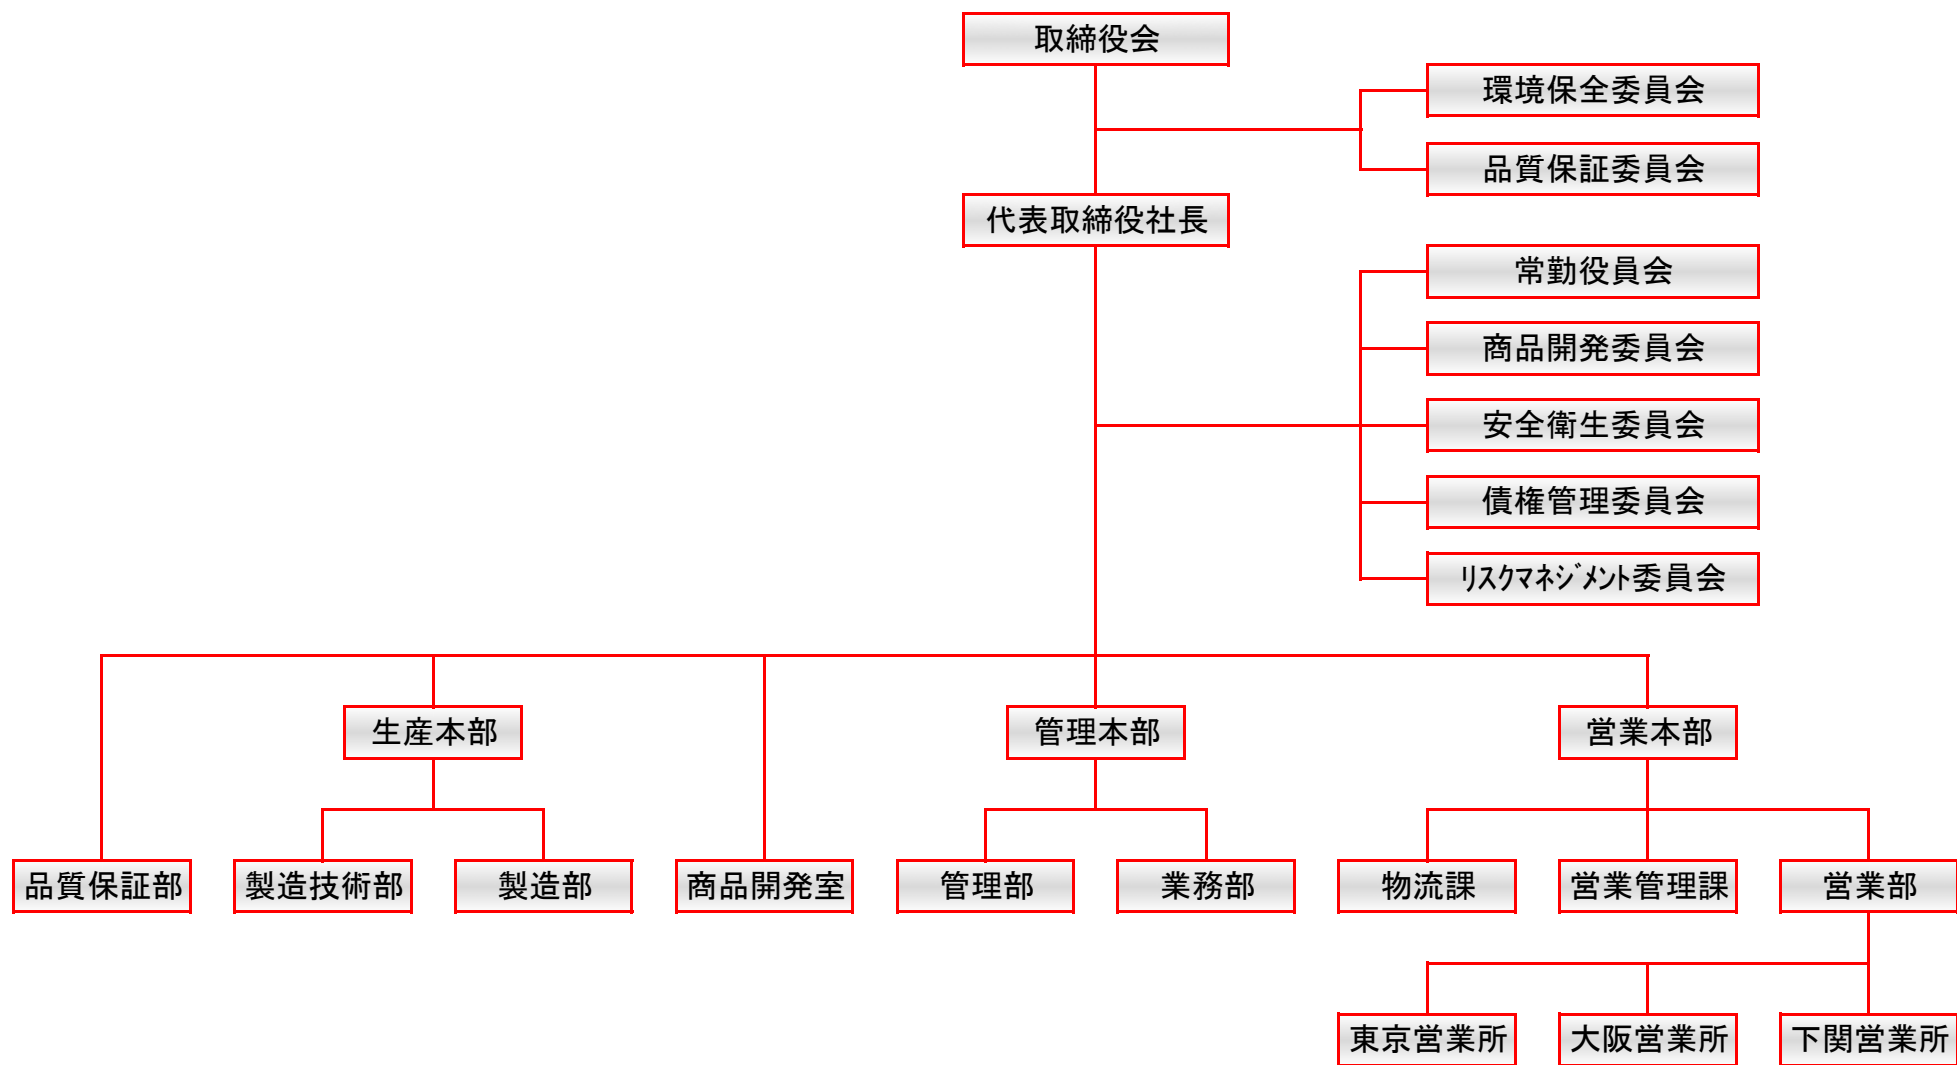 取締役会
環境保全委員会
品質保証委員会
代表取締役社長
常勤役員会
商品開発委員会
安全衛生委員会
債権管理委員会
ﾘｽｸﾏﾈｼﾞﾒﾝﾄ委員会
生産本部
管理本部
営業本部
品質保証部
製造技術部
製造部
商品開発室
管理部
業務部
物流課
営業管理課
営業部
東京営業所
大阪営業所
下関営業所